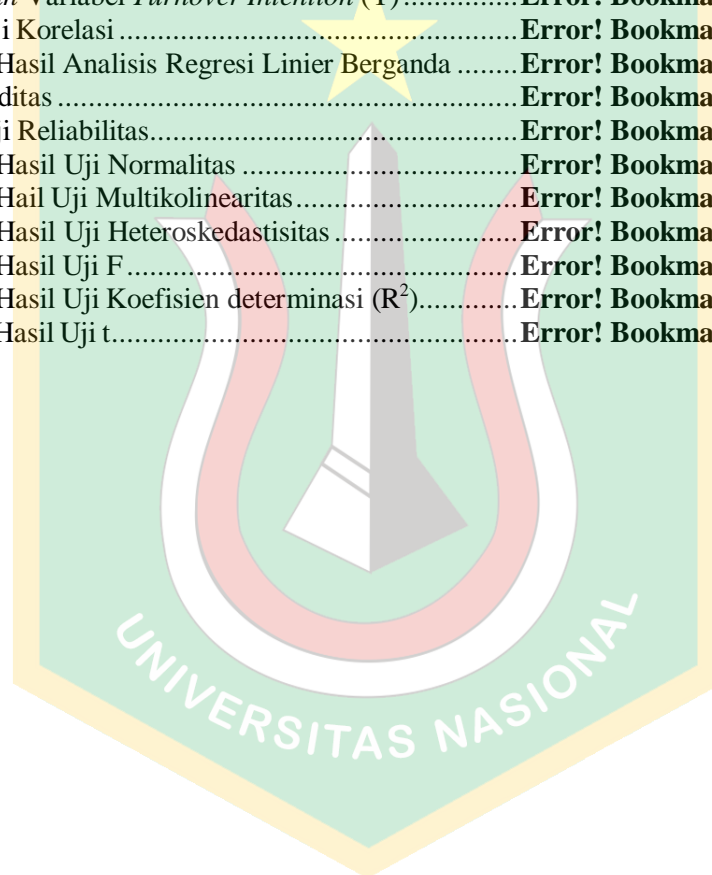 Variabel Turnover Intention (Y)..............Error! Bookma
i Korelasi..................................................Error! Bookma
Hasil Analisis Regresi Linier Berganda........Error! Bookma
ditas..........................................................Error! Bookma
ji Reliabilitas..............................................Error! Bookma
Hasil Uji Normalitas..................................Error! Bookma
Hail Uji Multikolinearitas............................Error! Bookma
Hasil Uji Heteroskedastisitas.......................Error! Bookma
Hasil Uji F.................................................Error! Bookma
Hasil Uji Koefisien determinasi (R²)............Error! Bookma
Hasil Uji t..................................................Error! Bookma
UNIVERSITAS NASIONAL